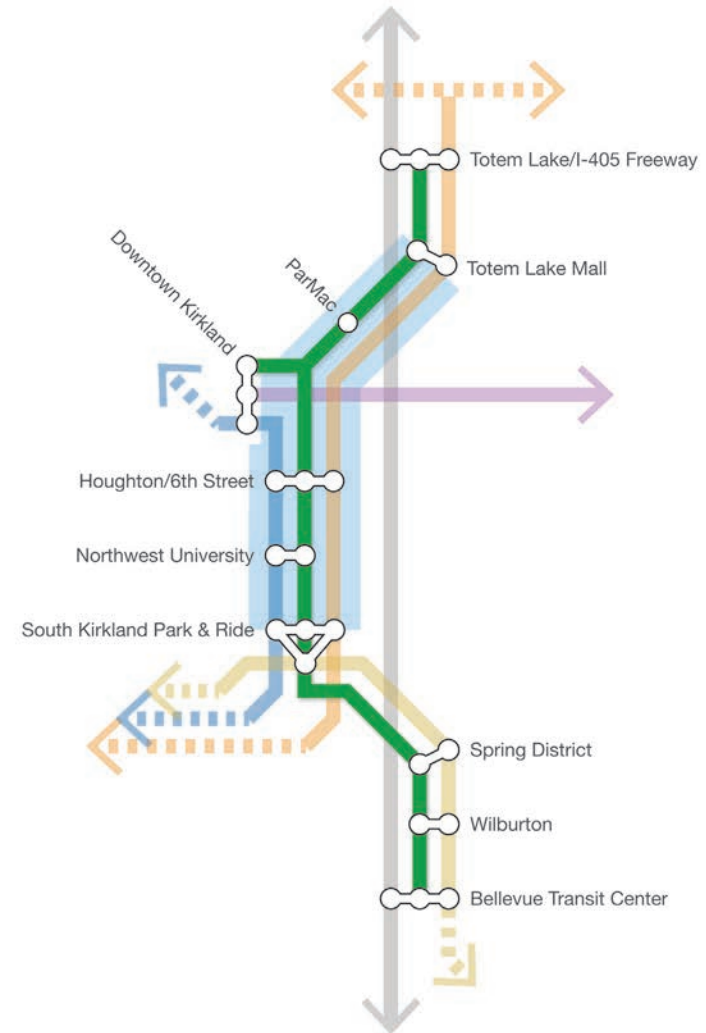 Totem Lake/I-405 Freeway
Totem Lake Mall
ParMac
Downtown Kirkland
Houghton/6th Street
Northwest University
South Kirkland Park & Ride
Spring District
Wilburton
Bellevue Transit Center